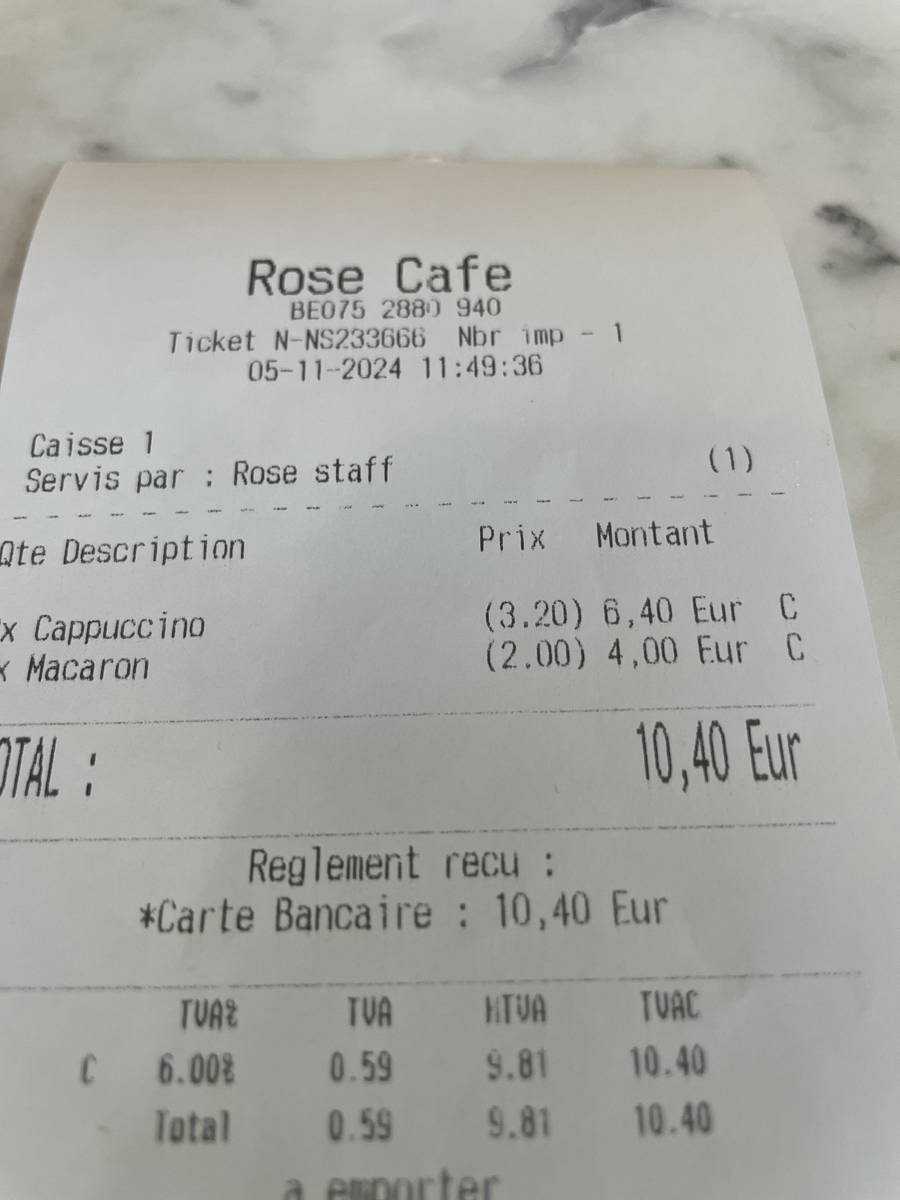 Rose Cafe
BE075 2880 940
Ticket N-NS233666 Nbr imp - 1
05-11-2024 11:49:36
Caisse 1
Servis par : Rose staff (1)
Qte Description Prix Montant
x Cappuccino (3.20) 6,40 Eur C
x Macaron (2.00) 4,00 Eur C
OTAL : 10,40 Eur
Reglement recu :
*Carte Bancaire : 10,40 Eur
TVA% TVA HTVA TVAC
C 6.00% 0.59 9.81 10.40
Total 0.59 9.81 10.40
a emporter